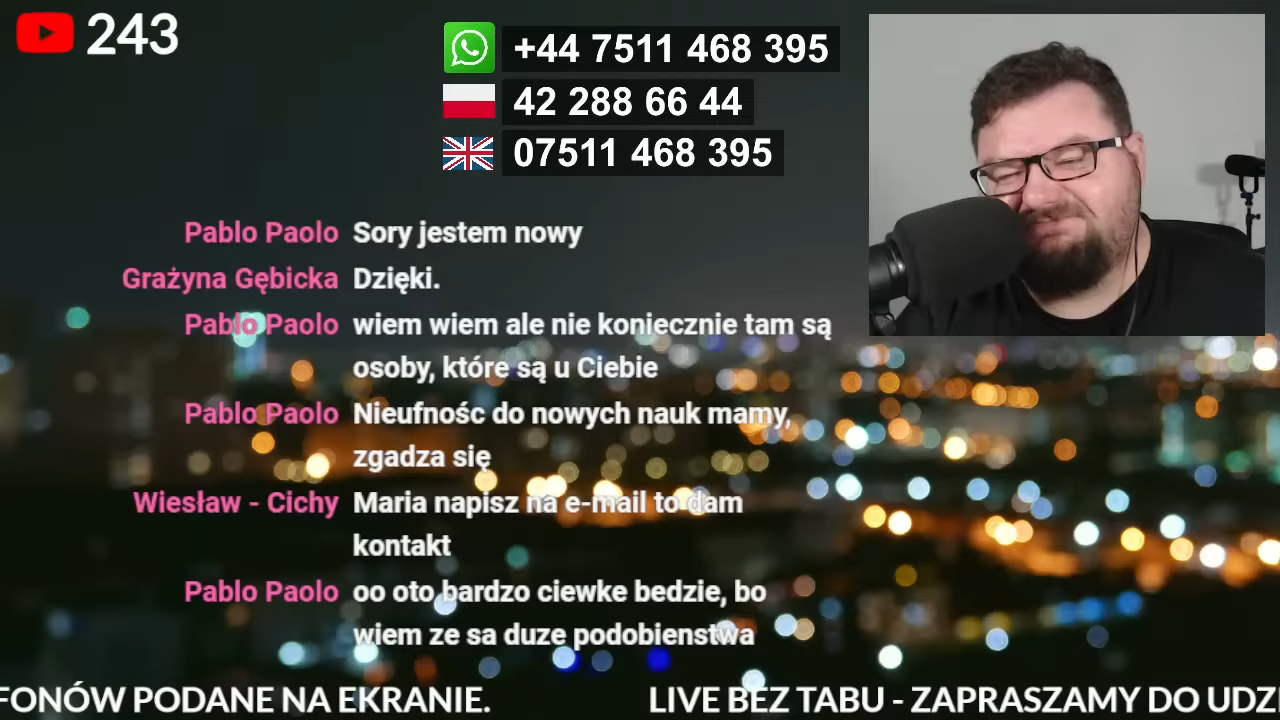 243
+44 7511 468 395
42 288 66 44
07511 468 395
Pablo Paolo Sory jestem nowy
Grażyna Gębicka Dzięki.
Pablo Paolo wiem wiem ale nie koniecznie tam są
osoby, które są u Ciebie
Pablo Paolo Nieufnośc do nowych nauk mamy,
zgadza się
Wiesław - Cichy Maria napisz na e-mail to dam
kontakt
Pablo Paolo oo oto bardzo ciewke bedzie, bo
wiem ze sa duze podobienstwa
FONÓW PODANE NA EKRANIE. LIVE BEZ TABU - ZAPRASZAMY DO UDZI